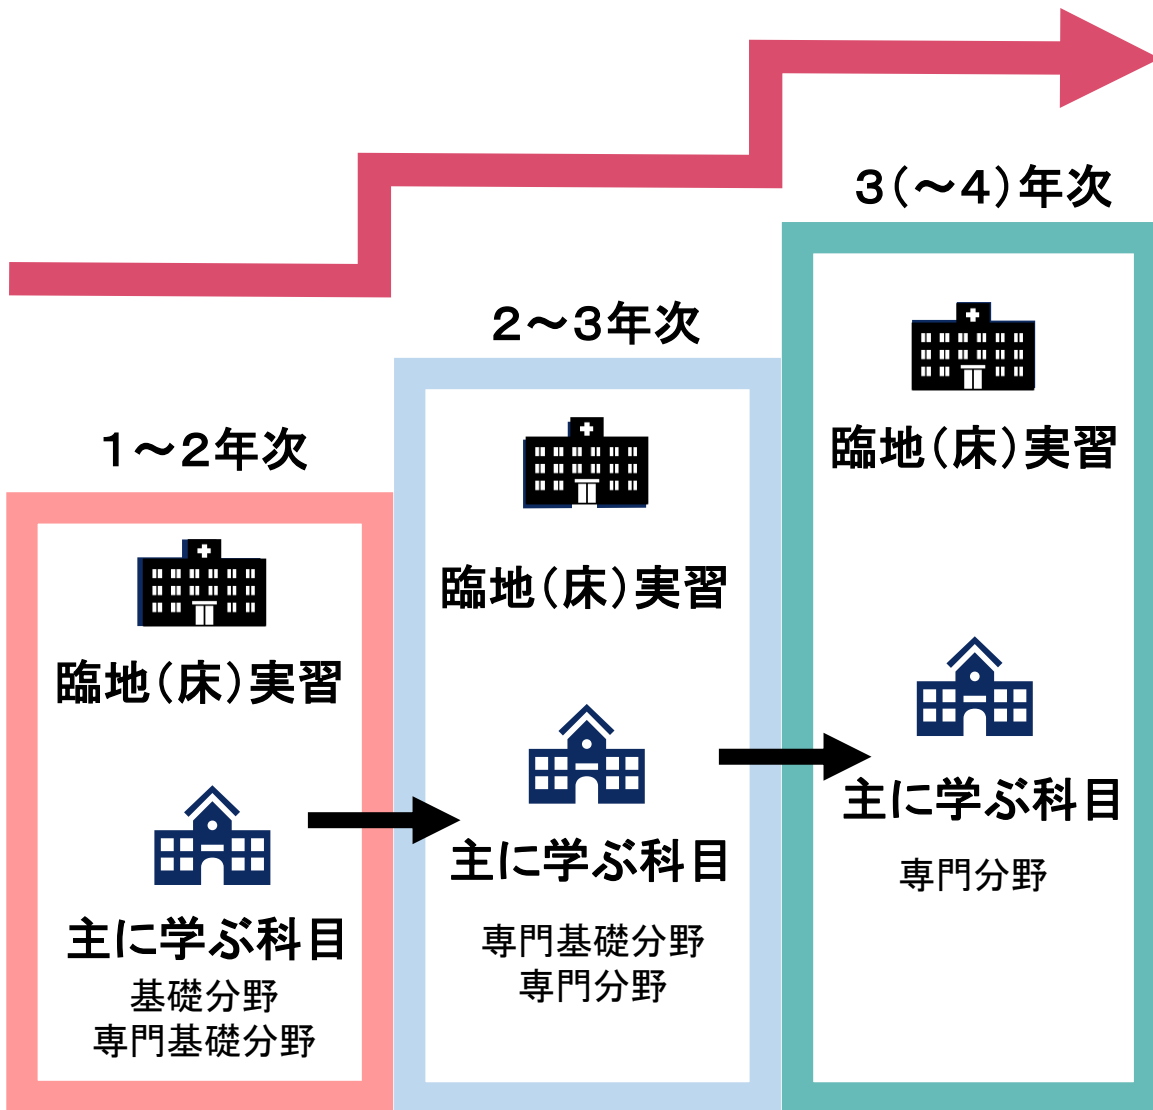 1～2年次
臨地（床）実習
主に学ぶ科目
基礎分野
専門基礎分野
2～3年次
臨地（床）実習
主に学ぶ科目
専門基礎分野
専門分野
3（～4）年次
臨地（床）実習
主に学ぶ科目
専門分野